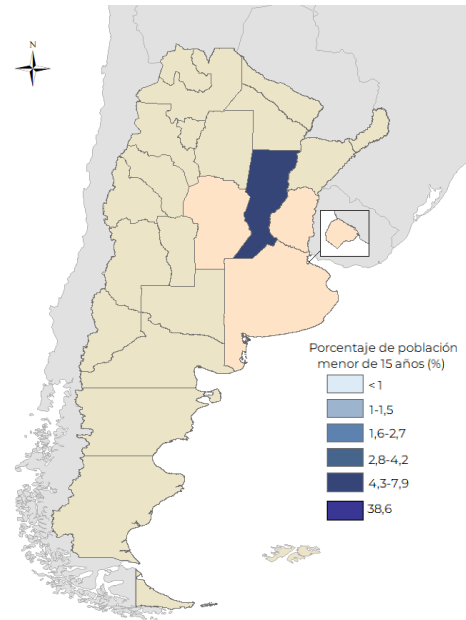 N
Porcentaje de población
menor de 15 años (%)
< 1
1-1,5
1,6-2,7
2,8-4,2
4,3-7,9
38,6